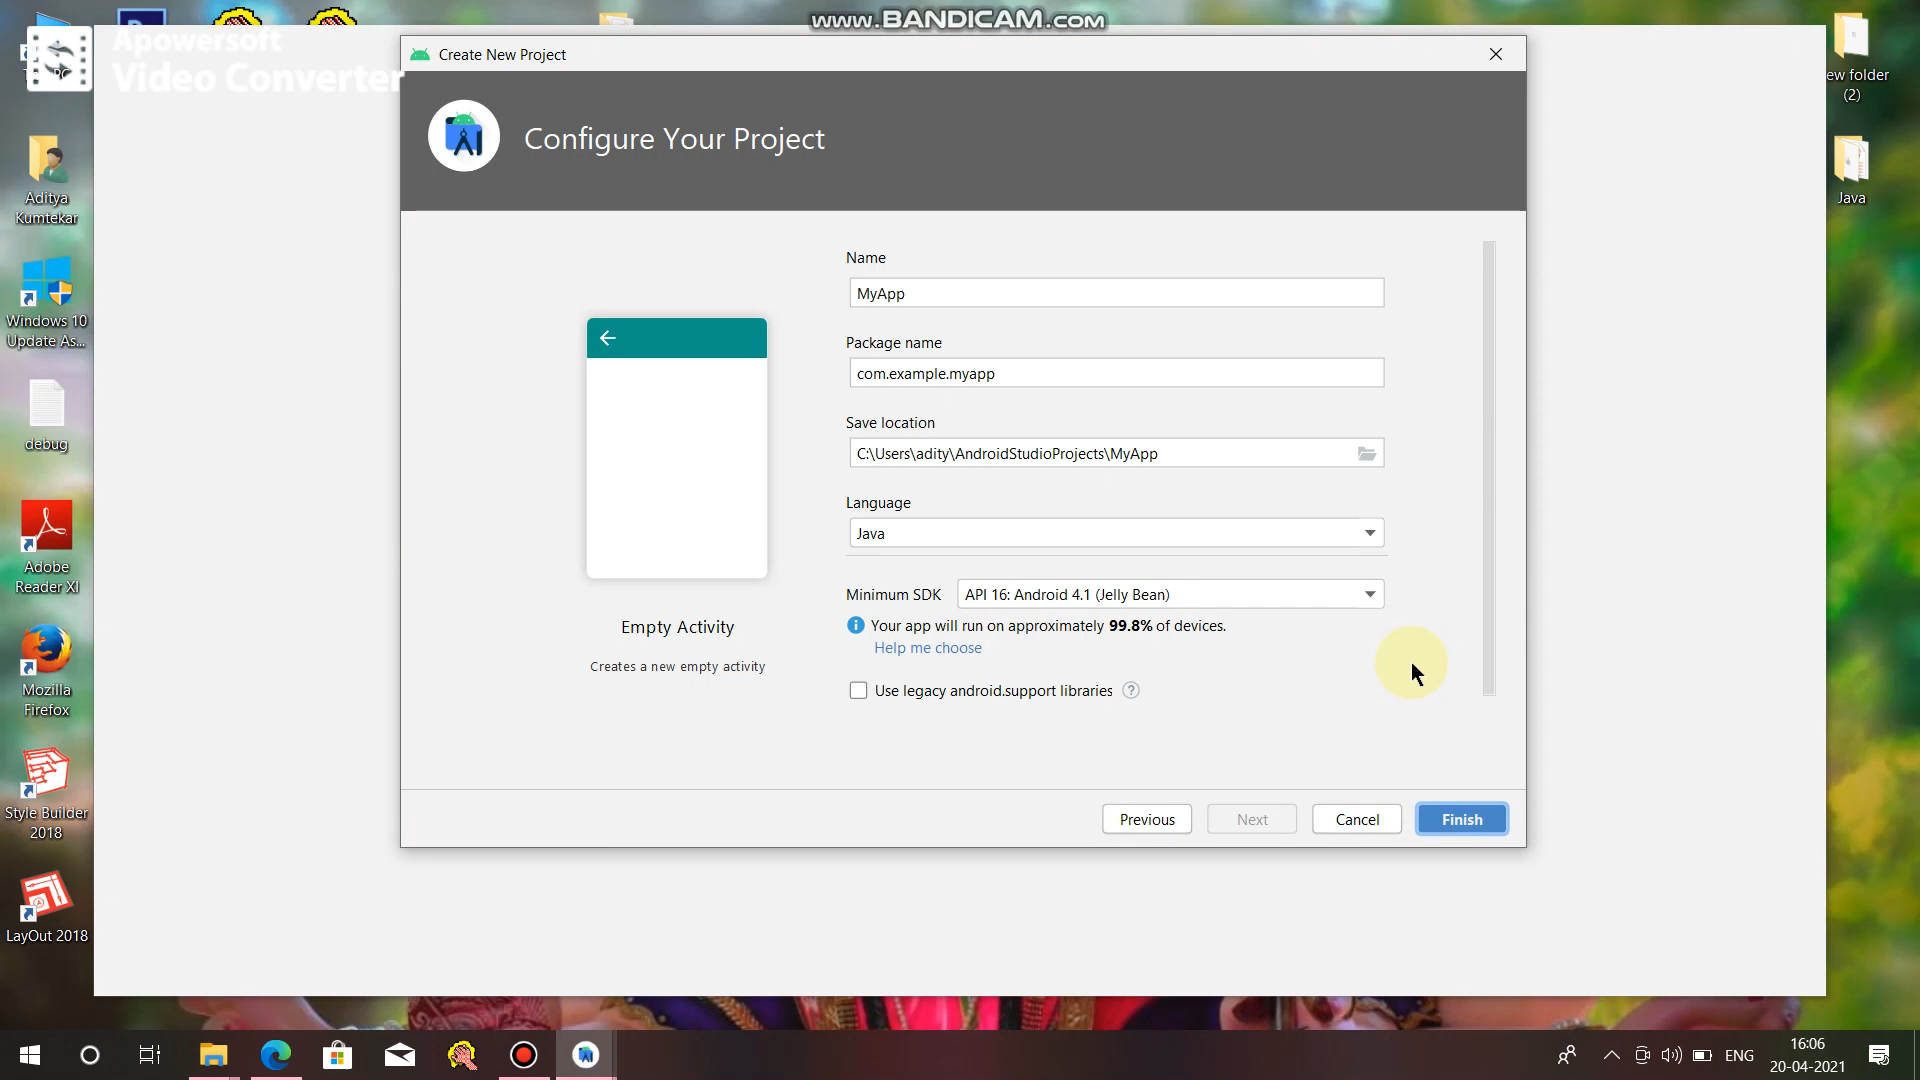 www.BANDICAM.com
Apowersoft
Video Converter
Create New Project
ew folder
(2)
Configure Your Project
Aditya
Kumtekar
Java
Name
MyApp
Windows 10
Update As...
Package name
com.example.myapp
Save location
C:\Users\adity\AndroidStudioProjects\MyApp
debug
Language
Java
Adobe
Reader XI
Minimum SDK
API 16: Android 4.1 (Jelly Bean)
Your app will run on approximately 99.8% of devices.
Help me choose
Empty Activity
Creates a new empty activity
Use legacy android.support libraries
?
Mozilla
Firefox
Style Builder
2018
Previous
Next
Cancel
Finish
LayOut 2018
ENG
16:06
20-04-2021